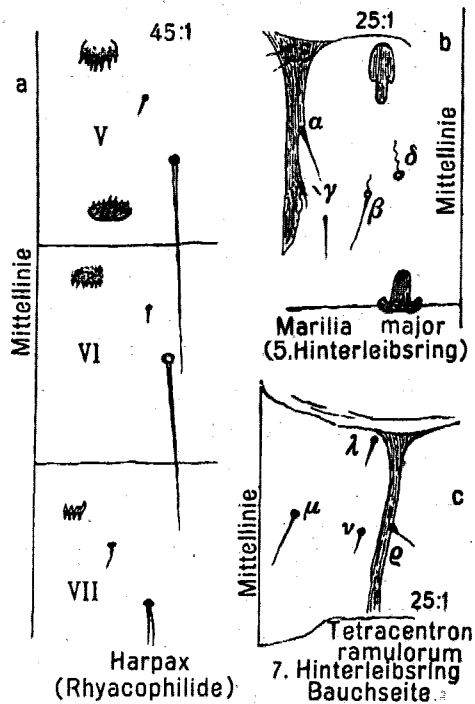 a
45:1
V
VI
VII
Mittellinie
Harpax
(Rhyacophilide)
25:1
b
Mittellinie
α
γ
β
δ
Marilia major
(5.Hinterleibsring)
Mittellinie
λ
μ
ν
ϱ
c
25:1
Tetracentron
ramulorum
7. Hinterleibsring
Bauchseite